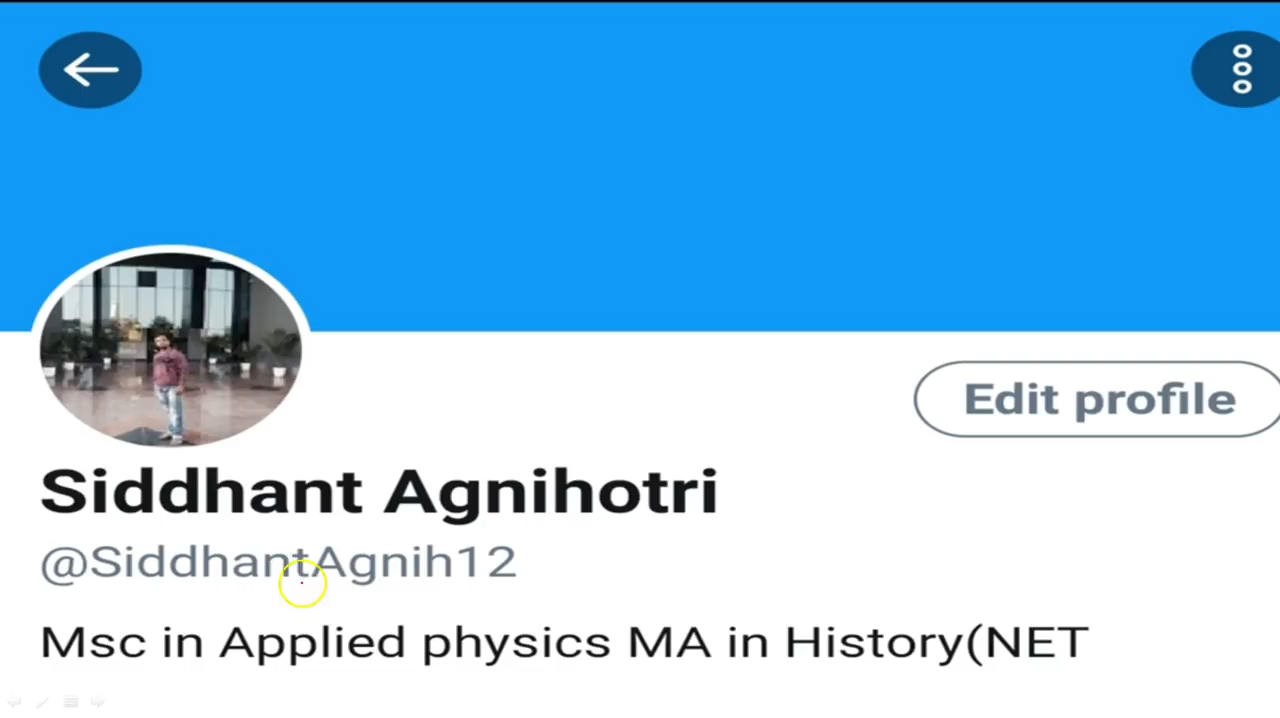 Edit profile
Siddhant Agnihotri
@SiddhantAgnih12
Msc in Applied physics MA in History(NET